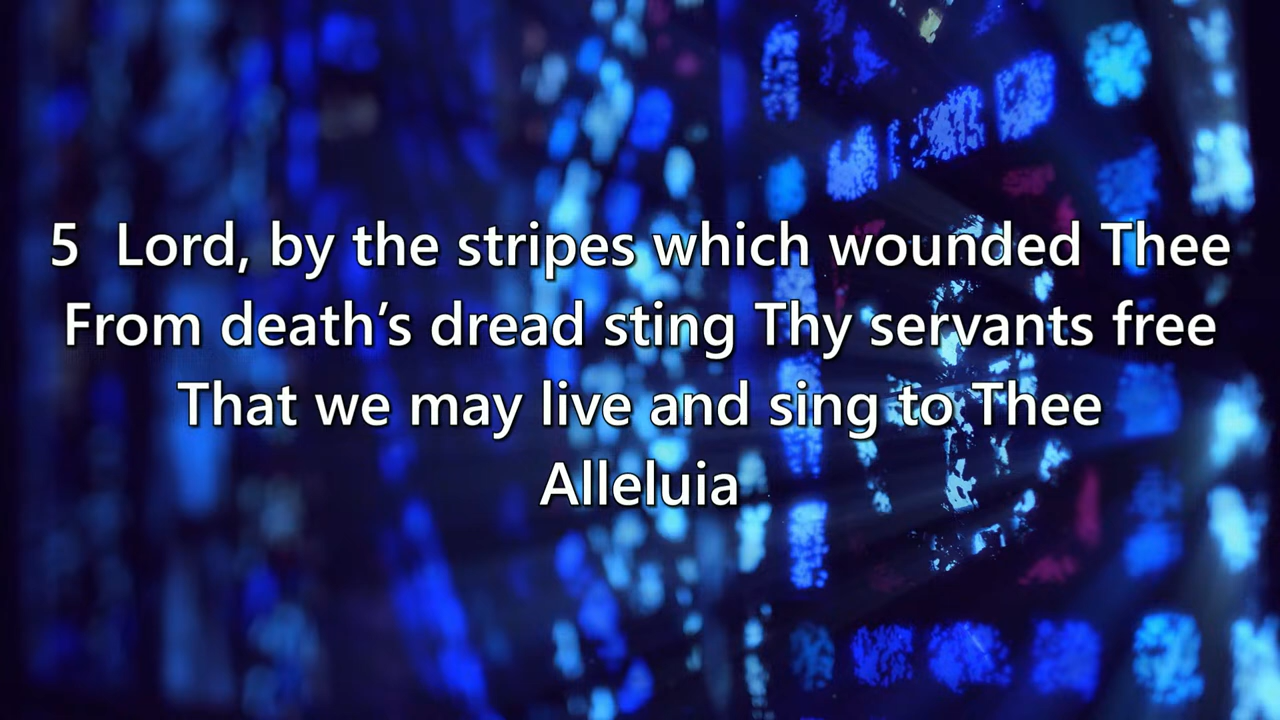 5  Lord, by the stripes which wounded Thee
From death’s dread sting Thy servants free
That we may live and sing to Thee
Alleluia